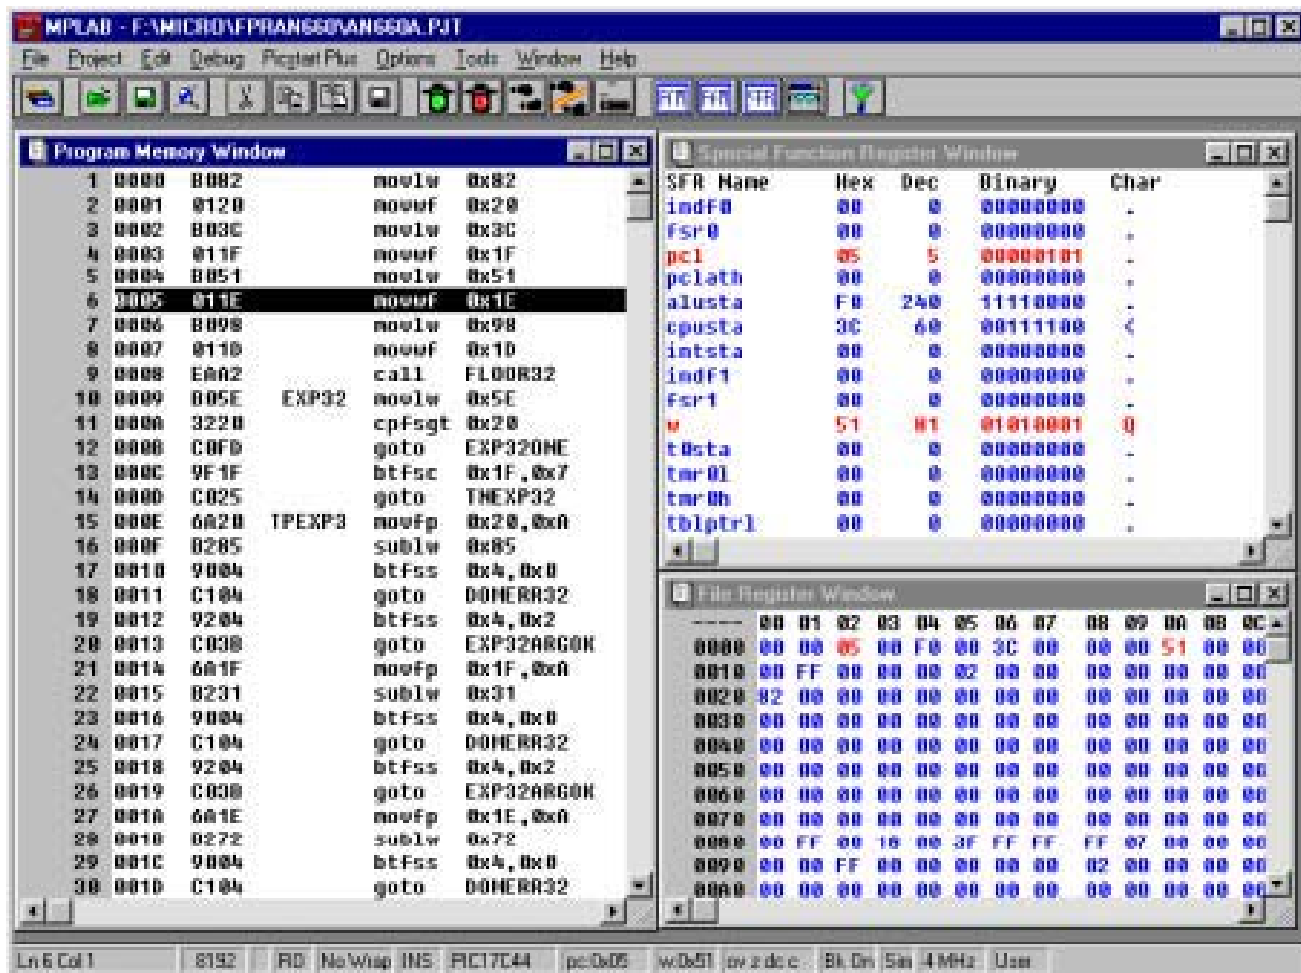 MPLAB - F:\MICRO\FPRAN660\AN660A.PJT
File Project Edit Debug Picstart Plus Options Tools Window Help
Program Memory Window
1 0000 B082 movlw 0x82
2 0001 0120 movwf 0x20
3 0002 B03C movlw 0x3C
4 0003 011F movwf 0x1F
5 0004 B051 movlw 0x51
6 0005 011E movwf 0x1E
7 0006 B098 movlw 0x98
8 0007 011D movwf 0x1D
9 0008 EAA2 call FLOOR32
10 0009 B05E EXP32 movlw 0x5E
11 000A 3220 cpfsgt 0x20
12 000B C0FD goto EXP32ONE
13 000C 9F1F btfsc 0x1F,0x7
14 000D C025 goto TNEXP32
15 000E 6A20 TPEXP3 movfp 0x20,0xA
16 000F B285 sublw 0x85
17 0010 9004 btfss 0x4,0x0
18 0011 C104 goto DOMERR32
19 0012 9204 btfss 0x4,0x2
20 0013 C038 goto EXP32ARGOK
21 0014 6A1F movfp 0x1F,0xA
22 0015 B231 sublw 0x31
23 0016 9004 btfss 0x4,0x0
24 0017 C104 goto DOMERR32
25 0018 9204 btfss 0x4,0x2
26 0019 C038 goto EXP32ARGOK
27 001A 6A1E movfp 0x1E,0xA
28 001B B272 sublw 0x72
29 001C 9004 btfss 0x4,0x0
30 001D C104 goto DOMERR32
Special Function Register Window
SFR Name Hex Dec Binary Char
indf0 00 0 00000000 .
fsr0 00 0 00000000 .
pcl 05 5 00000101 .
pclath 00 0 00000000 .
alusta F0 240 11110000 .
cpusta 3C 60 00111100 <
intsta 00 0 00000000 .
indf1 00 0 00000000 .
fsr1 00 0 00000000 .
w 51 81 01010001 Q
t0sta 00 0 00000000 .
tmr0l 00 0 00000000 .
tmr0h 00 0 00000000 .
tblptrl 00 0 00000000 .
File Register Window
---- 00 01 02 03 04 05 06 07 08 09 0A 0B 0C
0000 00 00 05 00 F0 00 3C 00 00 00 51 00 00
0010 00 FF 00 00 00 02 00 00 00 00 00 00 00
0020 82 00 00 00 00 00 00 00 00 00 00 00 00
0030 00 00 00 00 00 00 00 00 00 00 00 00 00
0040 00 00 00 00 00 00 00 00 00 00 00 00 00
0050 00 00 00 00 00 00 00 00 00 00 00 00 00
0060 00 00 00 00 00 00 00 00 00 00 00 00 00
0070 00 00 00 00 00 00 00 00 00 00 00 00 00
0080 00 FF 00 10 00 3F FF FF FF 07 00 00 00
0090 00 00 FF 00 00 00 00 00 02 00 00 00 00
00A0 00 00 00 00 00 00 00 00 00 00 00 00 00
Ln 6 Col 1 8192 RO No Wrap INS PIC17C44 pc:0x05 w:0x51 ov z dc c Bk On Sim 4 MHz User